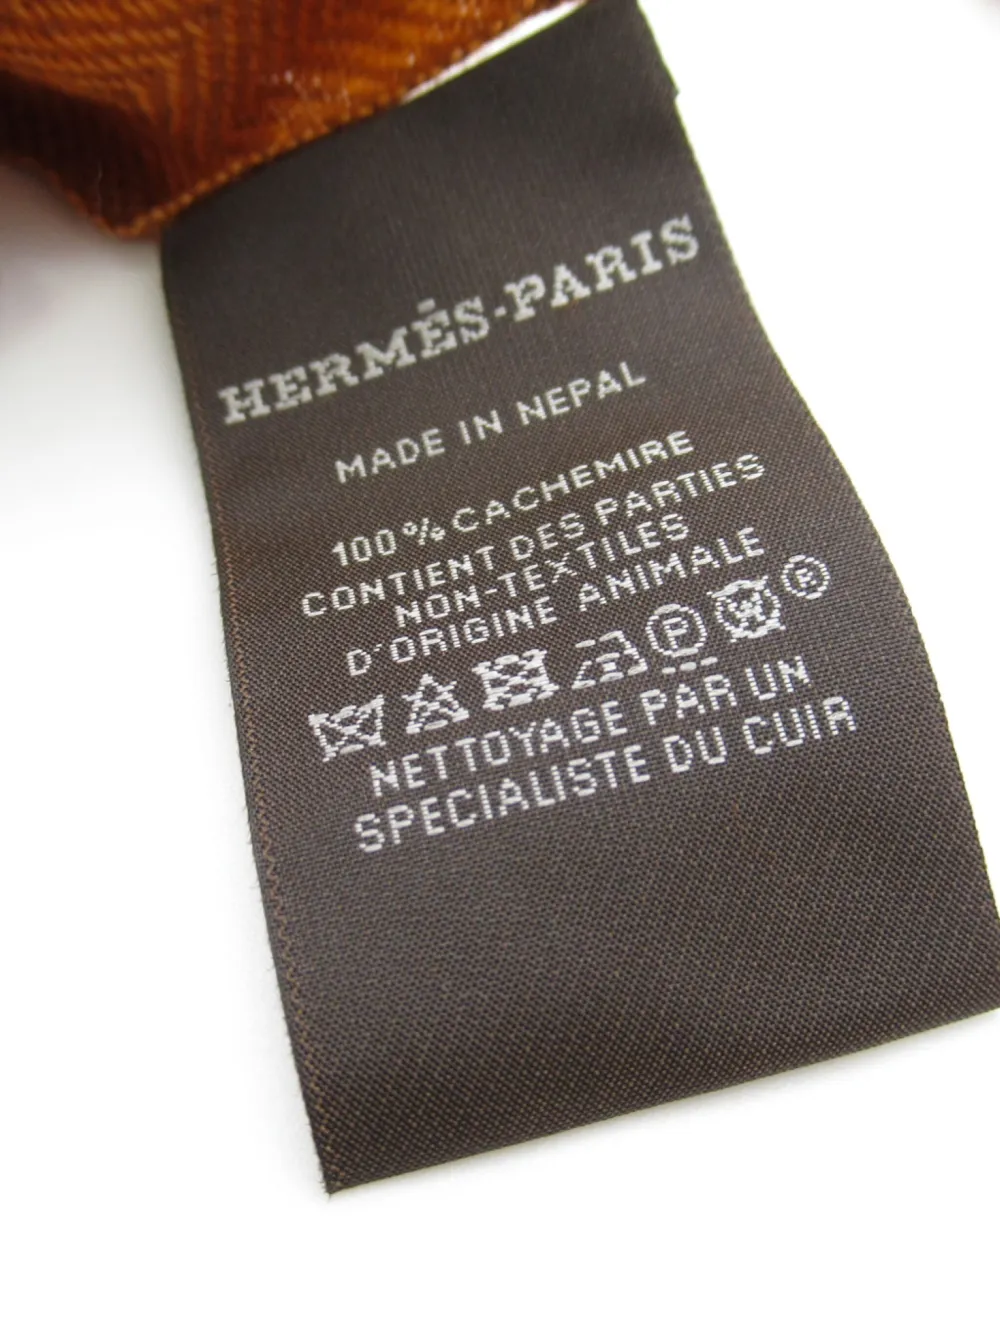 HERMÈS-PARIS
MADE IN NEPAL
100% CACHEMIRE
CONTIENT DES PARTIES
NON-TEXTILES
D'ORIGINE ANIMALE
P W ®
NETTOYAGE PAR UN
SPECIALISTE DU CUIR